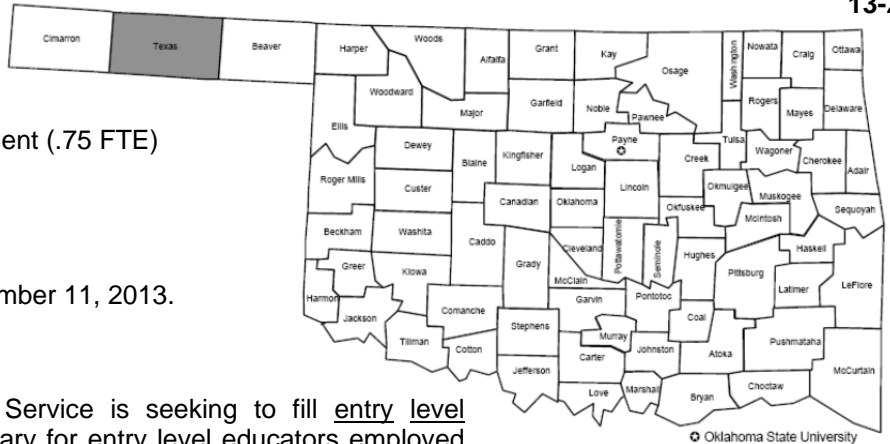 13-2
Cimarron Texas Beaver Harper Woods Alfalfa Grant Kay Osage Washington Nowata Craig Ottawa
Woodward Major Garfield Noble Pawnee Rogers Mayes Delaware
ent (.75 FTE)
Ellis Dewey Blaine Kingfisher Logan Payne Creek Tulsa Wagoner Cherokee Adair
Roger Mills Custer Canadian Oklahoma Lincoln Okfuskee Okmulgee Muskogee McIntosh Sequoyah
Beckham Washita Caddo Grady Cleveland Pottawatomie Seminole Hughes Pittsburg Haskell
Greer Kiowa McClain Latimer LeFlore
mber 11, 2013.
Harmon Jackson Comanche Stephens Garvin Pontotoc Coal Pushmataha
Tillman Cotton Murray Carter Johnston Atoka McCurtain
Jefferson Love Marshall Bryan Choctaw
Service is seeking to fill entry level
ary for entry level educators employed
Oklahoma State University